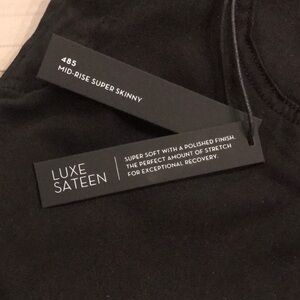 485
MID-RISE SUPER SKINNY
LUXE
SATEEN
SUPER SOFT WITH A POLISHED FINISH.
THE PERFECT AMOUNT OF STRETCH
FOR EXCEPTIONAL RECOVERY.